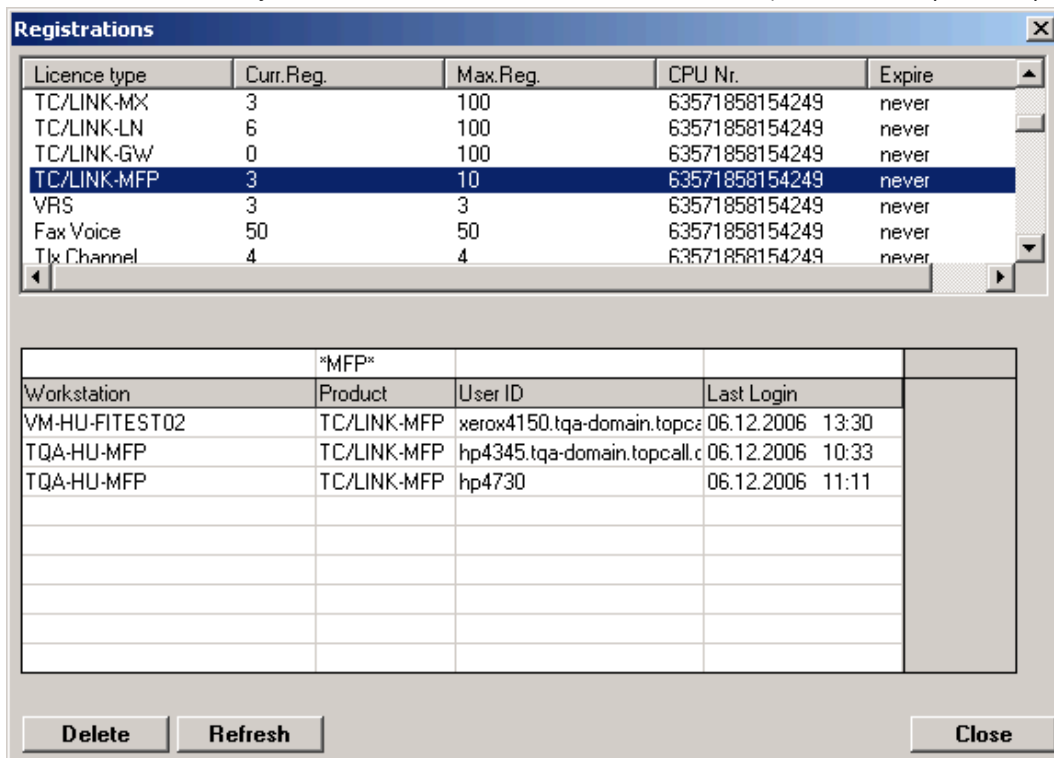 Registrations
Licence type Curr.Reg. Max.Reg. CPU Nr. Expire
TC/LINK-MX 3 100 63571858154249 never
TC/LINK-LN 6 100 63571858154249 never
TC/LINK-GW 0 100 63571858154249 never
TC/LINK-MFP 3 10 63571858154249 never
VRS 3 3 63571858154249 never
Fax Voice 50 50 63571858154249 never
Tlx Channel 4 4 63571858154249 never
*MFP*
Workstation Product User ID Last Login
VM-HU-FITEST02 TC/LINK-MFP xerox4150.tqa-domain.topca 06.12.2006 13:30
TQA-HU-MFP TC/LINK-MFP hp4345.tqa-domain.topcall.c 06.12.2006 10:33
TQA-HU-MFP TC/LINK-MFP hp4730 06.12.2006 11:11
Delete Refresh Close